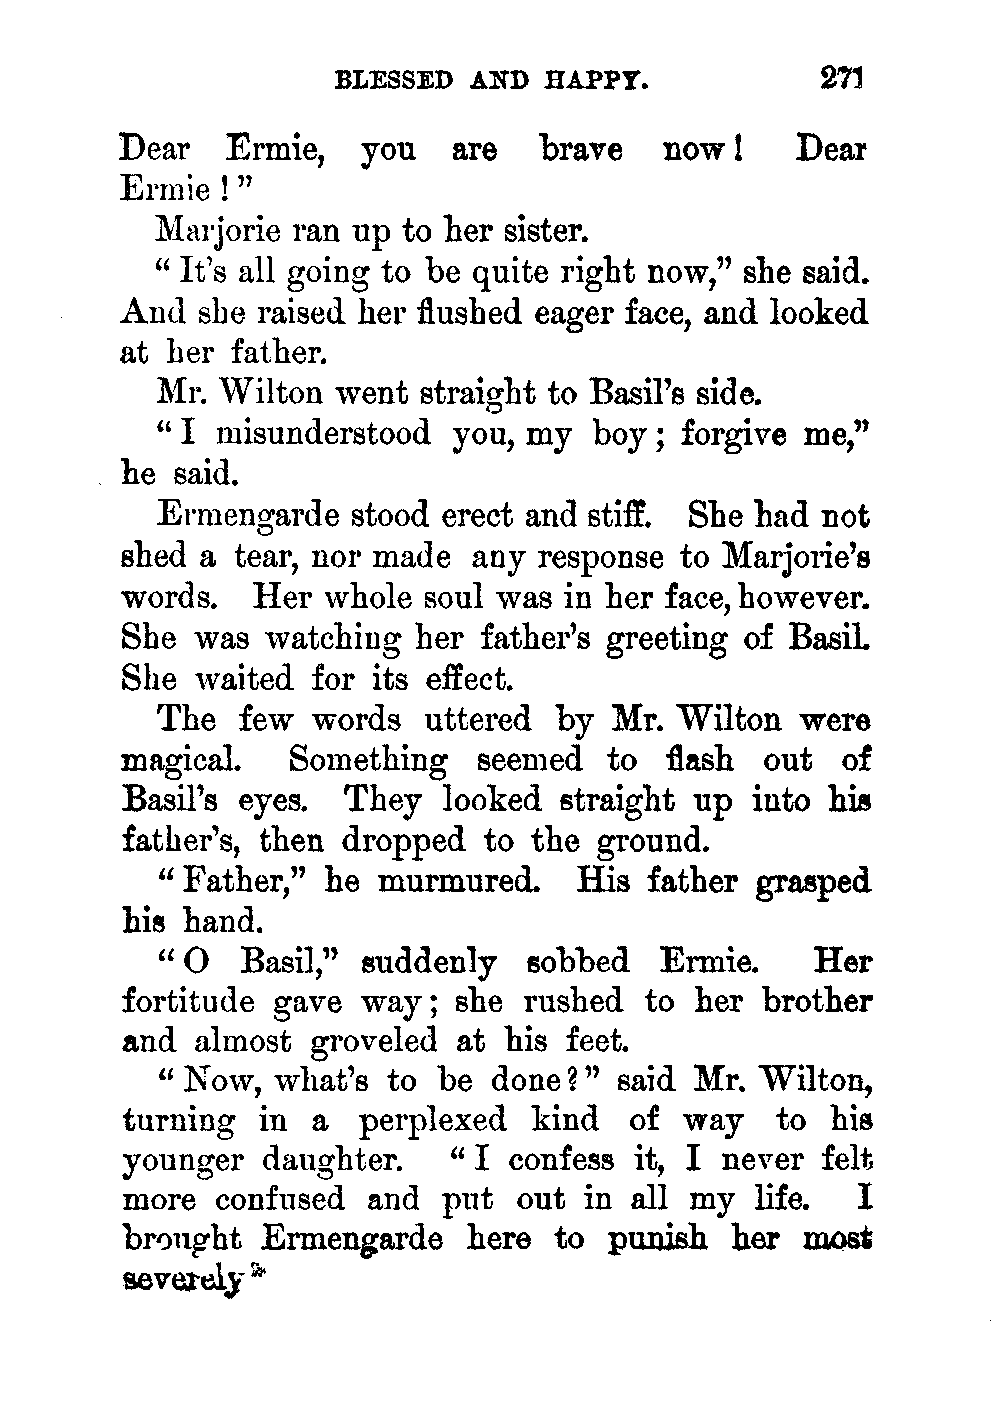 BLESSED AND HAPPY. 271
Dear Ermie, you are brave now! Dear
Ermie!”
Marjorie ran up to her sister.
“It's all going to be quite right now,” she said.
And she raised her flushed eager face, and looked
at her father.
Mr. Wilton went straight to Basil's side.
“I misunderstood you, my boy; forgive me,”
he said.
Ermengarde stood erect and stiff. She had not
shed a tear, nor made any response to Marjorie's
words. Her whole soul was in her face, however.
She was watching her father's greeting of Basil.
She waited for its effect.
The few words uttered by Mr. Wilton were
magical. Something seemed to flash out of
Basil's eyes. They looked straight up into his
father's, then dropped to the ground.
“Father,” he murmured. His father grasped
his hand.
“O Basil,” suddenly sobbed Ermie. Her
fortitude gave way; she rushed to her brother
and almost groveled at his feet.
“Now, what's to be done?” said Mr. Wilton,
turning in a perplexed kind of way to his
younger daughter. “I confess it, I never felt
more confused and put out in all my life. I
brought Ermengarde here to punish her most
severely”